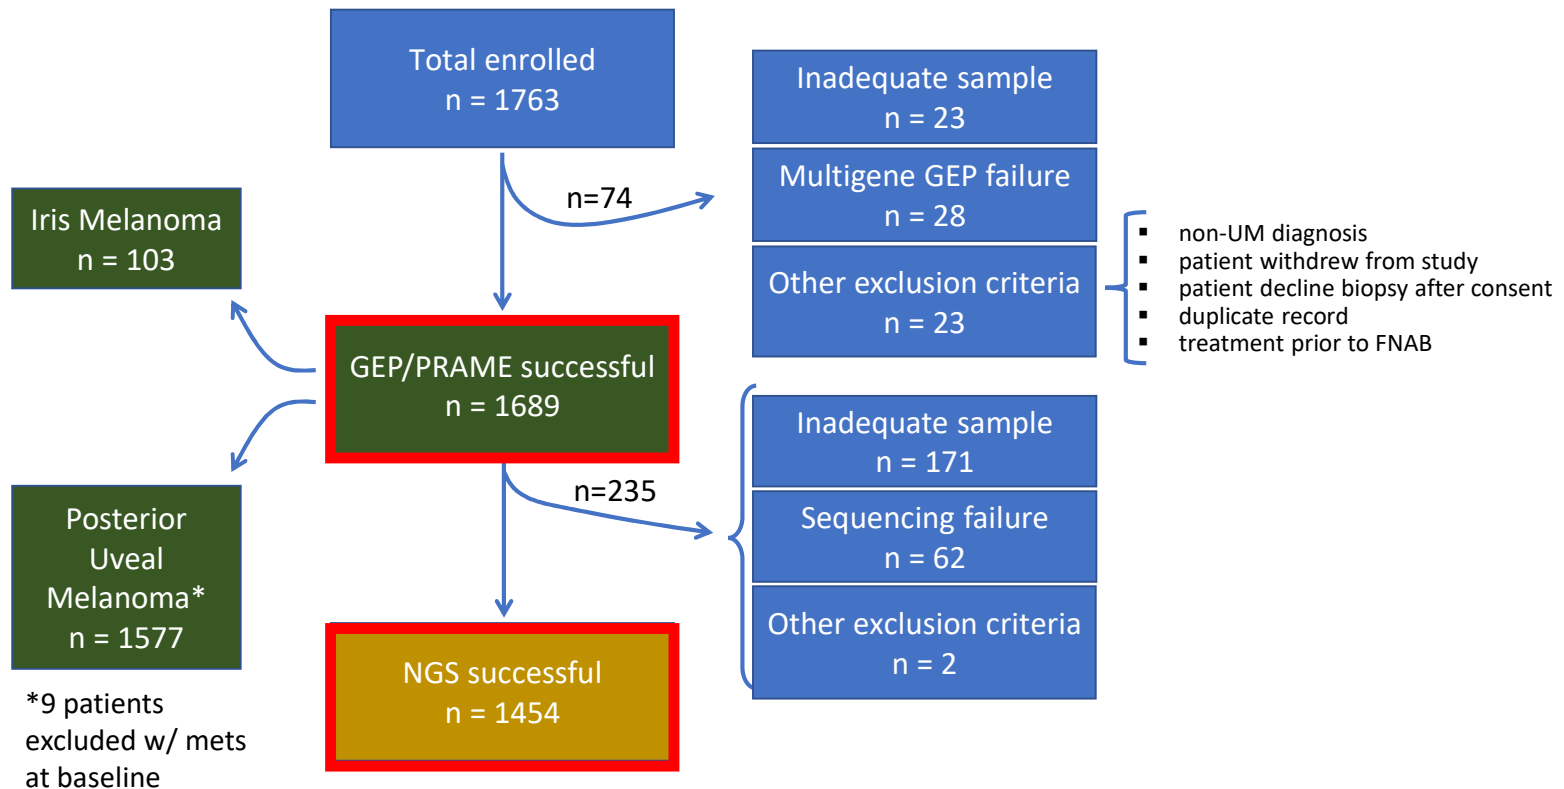 Total enrolled
n = 1763
Inadequate sample
n = 23
Multigene GEP failure
n = 28
Other exclusion criteria
n = 23
▪ non-UM diagnosis
▪ patient withdrew from study
▪ patient decline biopsy after consent
▪ duplicate record
▪ treatment prior to FNAB
n=74
Iris Melanoma
n = 103
GEP/PRAME successful
n = 1689
Posterior
Uveal
Melanoma*
n = 1577
*9 patients
excluded w/ mets
at baseline
n=235
Inadequate sample
n = 171
Sequencing failure
n = 62
Other exclusion criteria
n = 2
NGS successful
n = 1454